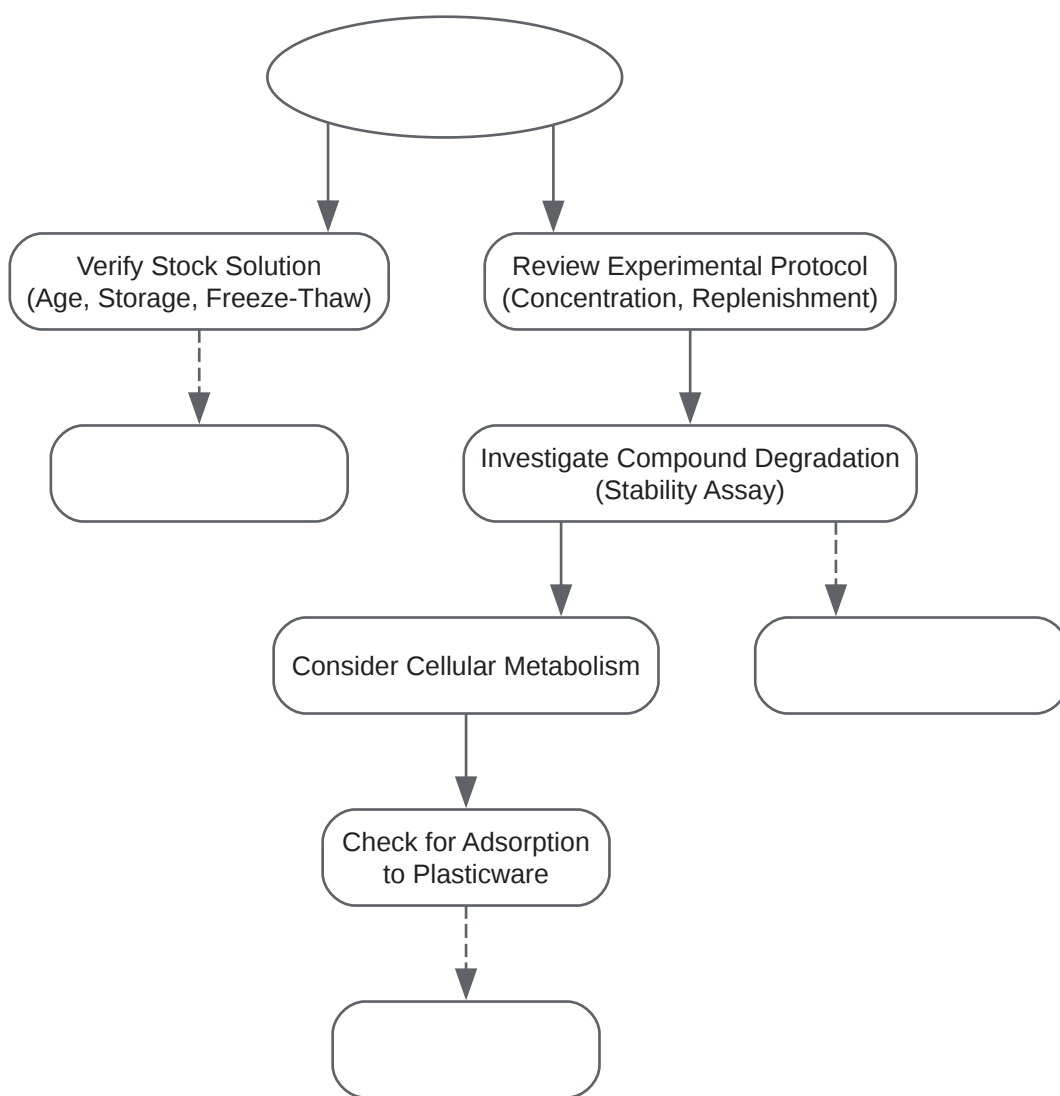 Verify Stock Solution
(Age, Storage, Freeze-Thaw)
Review Experimental Protocol
(Concentration, Replenishment)
Investigate Compound Degradation
(Stability Assay)
Consider Cellular Metabolism
Check for Adsorption
to Plasticware